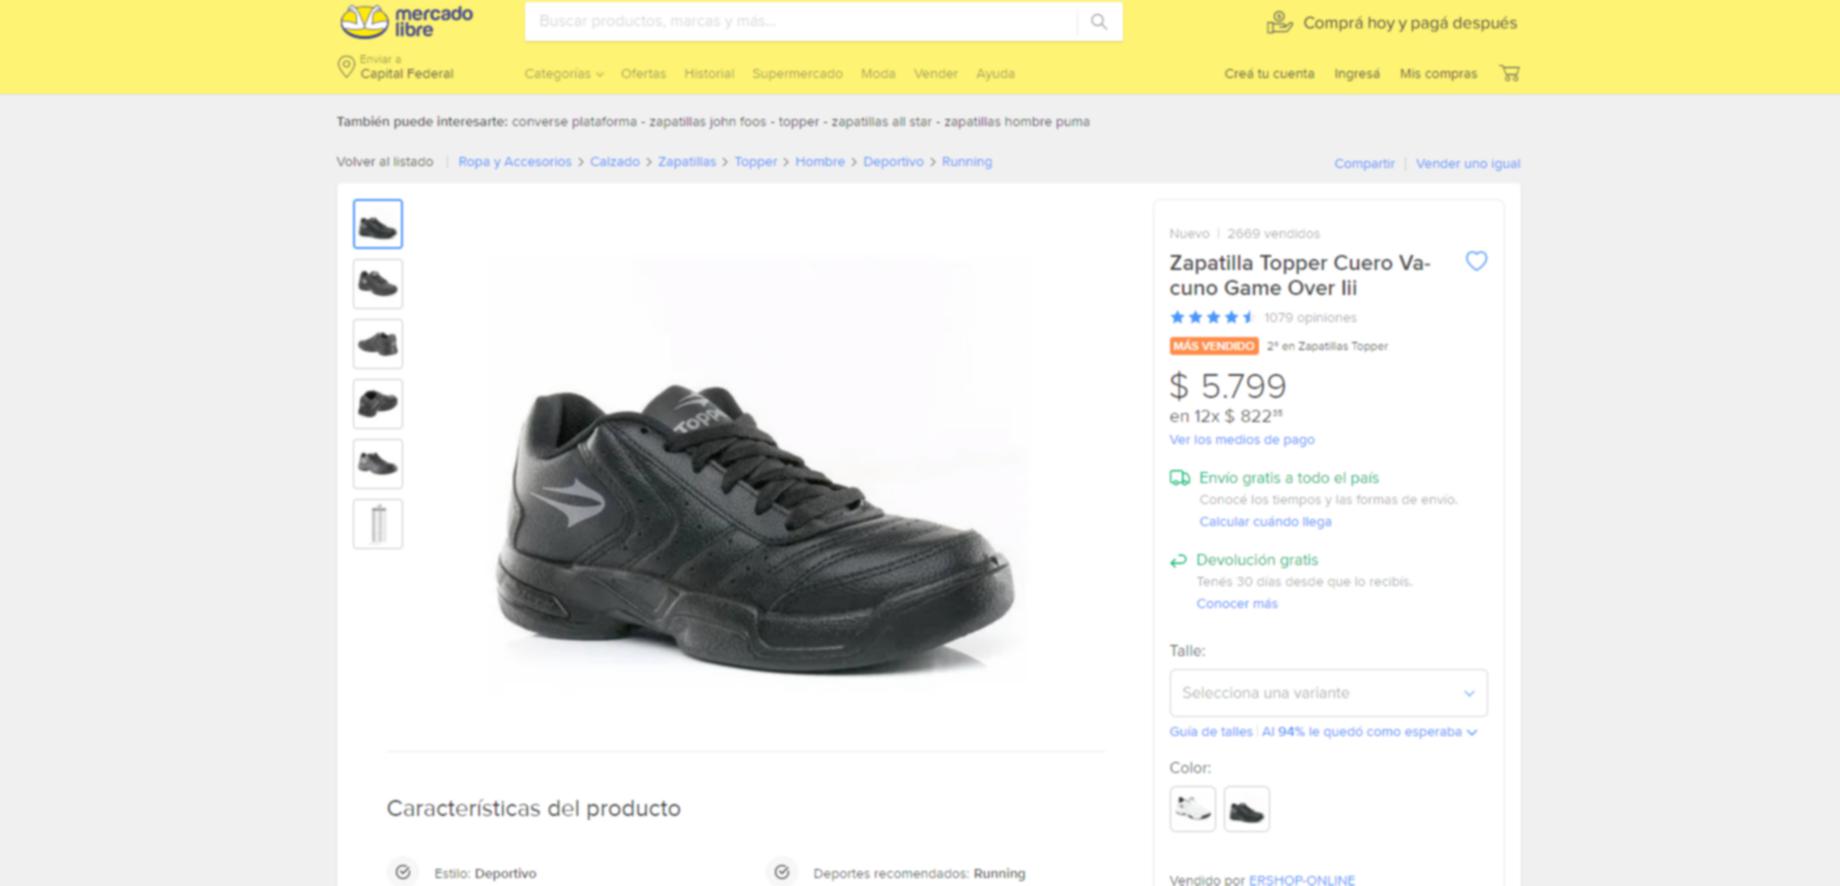 mercado
libre
Buscar productos, marcas y más...
Comprá hoy y pagá después
Enviar a
Capital Federal
Categorías
Ofertas
Historial
Supermercado
Moda
Vender
Ayuda
Creá tu cuenta
Ingresá
Mis compras
También puede interesarte: converse plataforma - zapatillas john foos - topper - zapatillas all star - zapatillas hombre puma
Volver al listado | Ropa y Accesorios > Calzado > Zapatillas > Topper > Hombre > Deportivo > Running
Compartir | Vender uno igual
Nuevo | 2669 vendidos
Zapatilla Topper Cuero Va-
cuno Game Over Iii
1079 opiniones
MÁS VENDIDO 2º en Zapatillas Topper
$ 5.799
en 12x $ 822
Ver los medios de pago
Envío gratis a todo el país
Conocé los tiempos y las formas de envío.
Calcular cuándo llega
Devolución gratis
Tenés 30 días desde que lo recibís.
Conocer más
Talle:
Selecciona una variante
Guía de talles | Al 94% le quedó como esperaba
Color:
Vendido por ERSHOP-ONLINE
Topper
Características del producto
Estilo: Deportivo
Deportes recomendados: Running